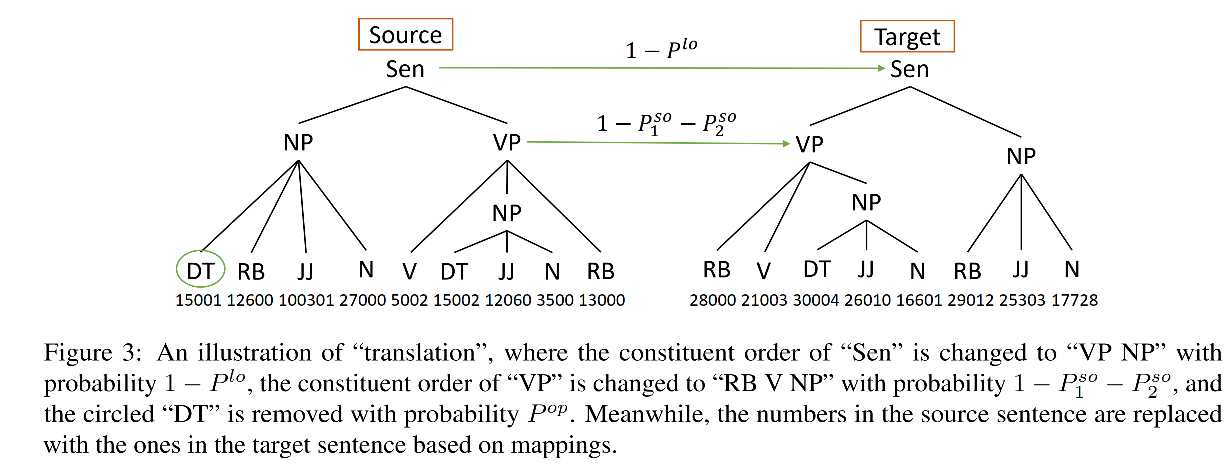 Source Target
1 − P^{lo}
Sen Sen
1 − P_1^{so} − P_2^{so}
NP VP VP NP
NP NP
DT RB JJ N V DT JJ N RB RB V DT JJ N RB JJ N
15001 12600 100301 27000 5002 15002 12060 3500 13000 28000 21003 30004 26010 16601 29012 25303 17728
Figure 3: An illustration of “translation”, where the constituent order of “Sen” is changed to “VP NP” with
probability 1 − P^{lo}, the constituent order of “VP” is changed to “RB V NP” with probability 1 − P_1^{so} − P_2^{so}, and
the circled “DT” is removed with probability P^{op}. Meanwhile, the numbers in the source sentence are replaced
with the ones in the target sentence based on mappings.